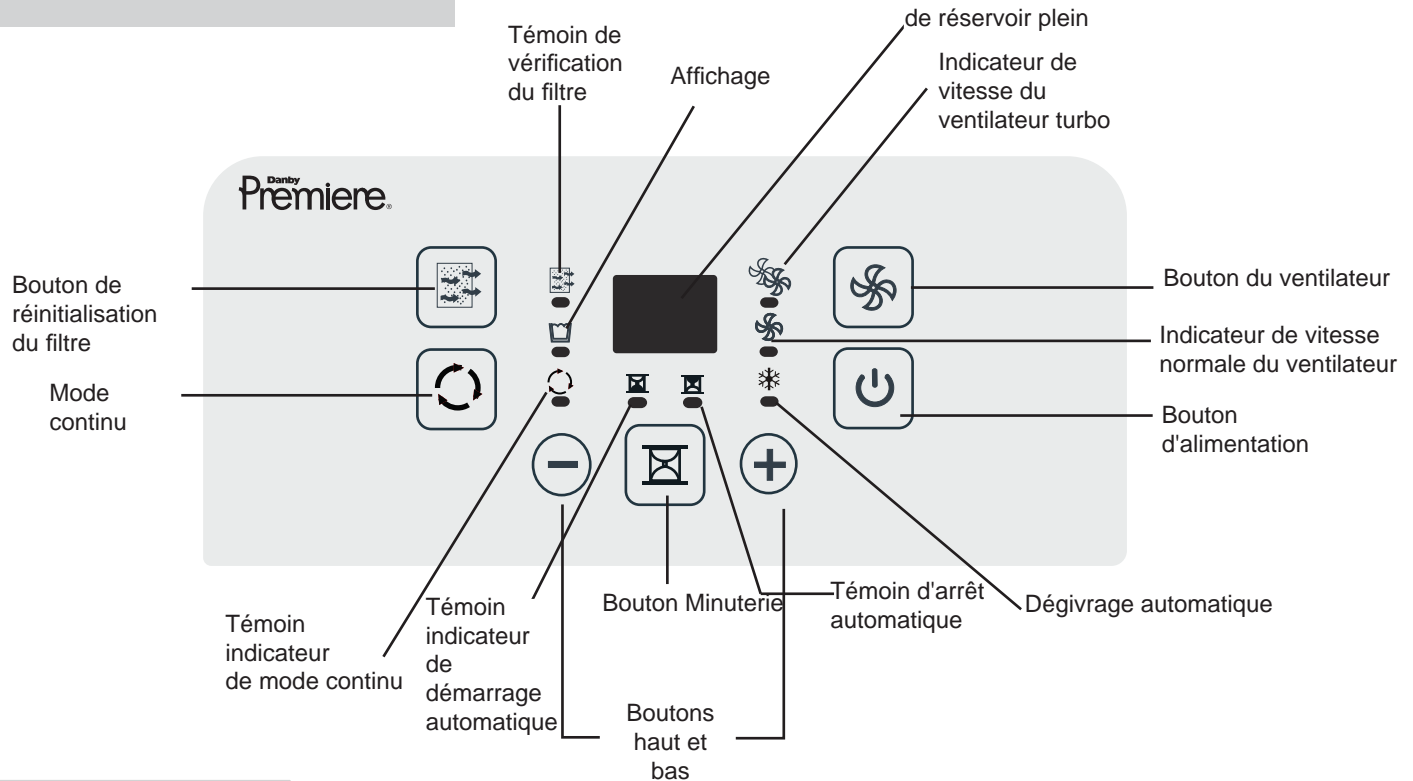 de réservoir plein
Témoin de
vérification
du filtre
Affichage
Indicateur de
vitesse du
ventilateur turbo
Danby
Premiere®
Bouton de
réinitialisation
du filtre
Bouton du ventilateur
Indicateur de vitesse
normale du ventilateur
Mode
continu
Bouton
d'alimentation
Témoin
indicateur
de mode continu
Témoin
indicateur
de
démarrage
automatique
Bouton Minuterie
Témoin d'arrêt
automatique
Dégivrage automatique
Boutons
haut et
bas